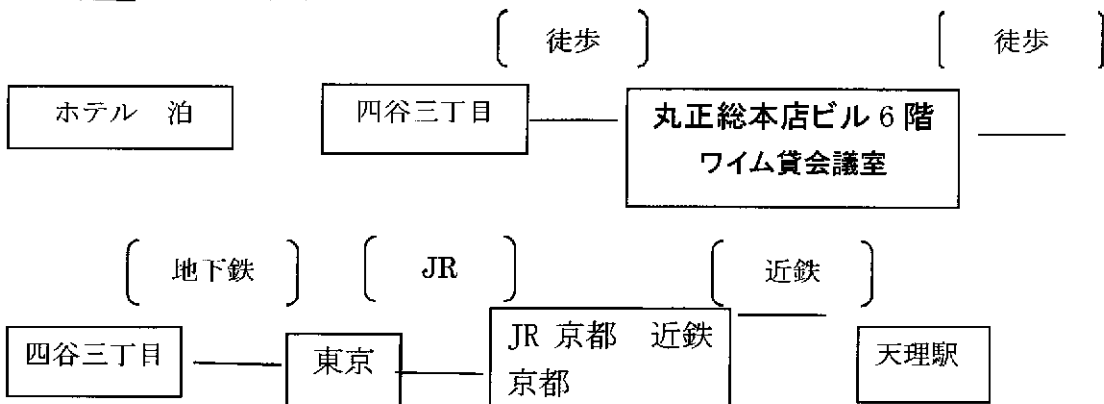 〔 徒歩 〕 〔 徒歩 〕
ホテル 泊 四谷三丁目 丸正総本店ビル 6 階
ワイム貸会議室
〔 地下鉄 〕 〔 JR 〕 〔 近鉄 〕
四谷三丁目 東京 JR 京都 近鉄 天理駅
京都